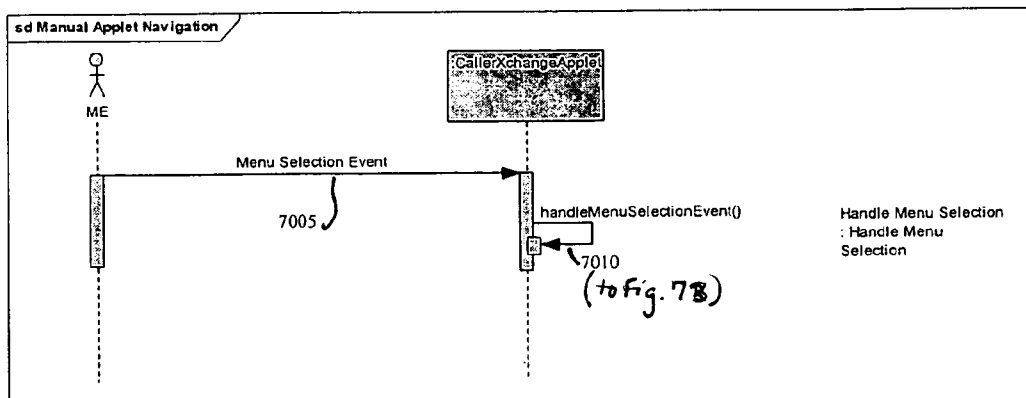 sd Manual Applet Navigation
ME
CallerXchangeApplet
Menu Selection Event
7005
handleMenuSelectionEvent()
7010
(to Fig. 7B)
Handle Menu Selection
: Handle Menu
Selection